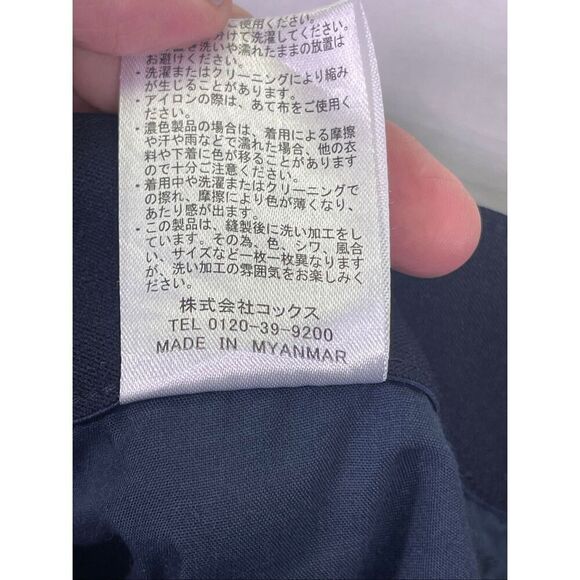 ご使用ください。
分けて洗濯してください。
き洗いや濡れたままの放置は
お避けください。
・洗濯またはクリーニングにより縮み
が生じることがあります。
・アイロンの際は、あて布をご使用く
ださい。
・濃色製品の場合は、着用による摩擦
や汗や雨などで濡れた場合、他の衣
料や下着に色が移ることがあります
ので十分ご注意ください。
・着用中や洗濯またはクリーニングで
の擦れ、摩擦により色が薄くなり、
あたり感が出ます。
・この製品は、縫製後に洗い加工をし
ています。その為、色、シワ、風合
い、サイズなど一枚一枚異なります
が、洗い加工の雰囲気をお楽しみく
ださい。
株式会社コックス
TEL 0120-39-9200
MADE IN MYANMAR